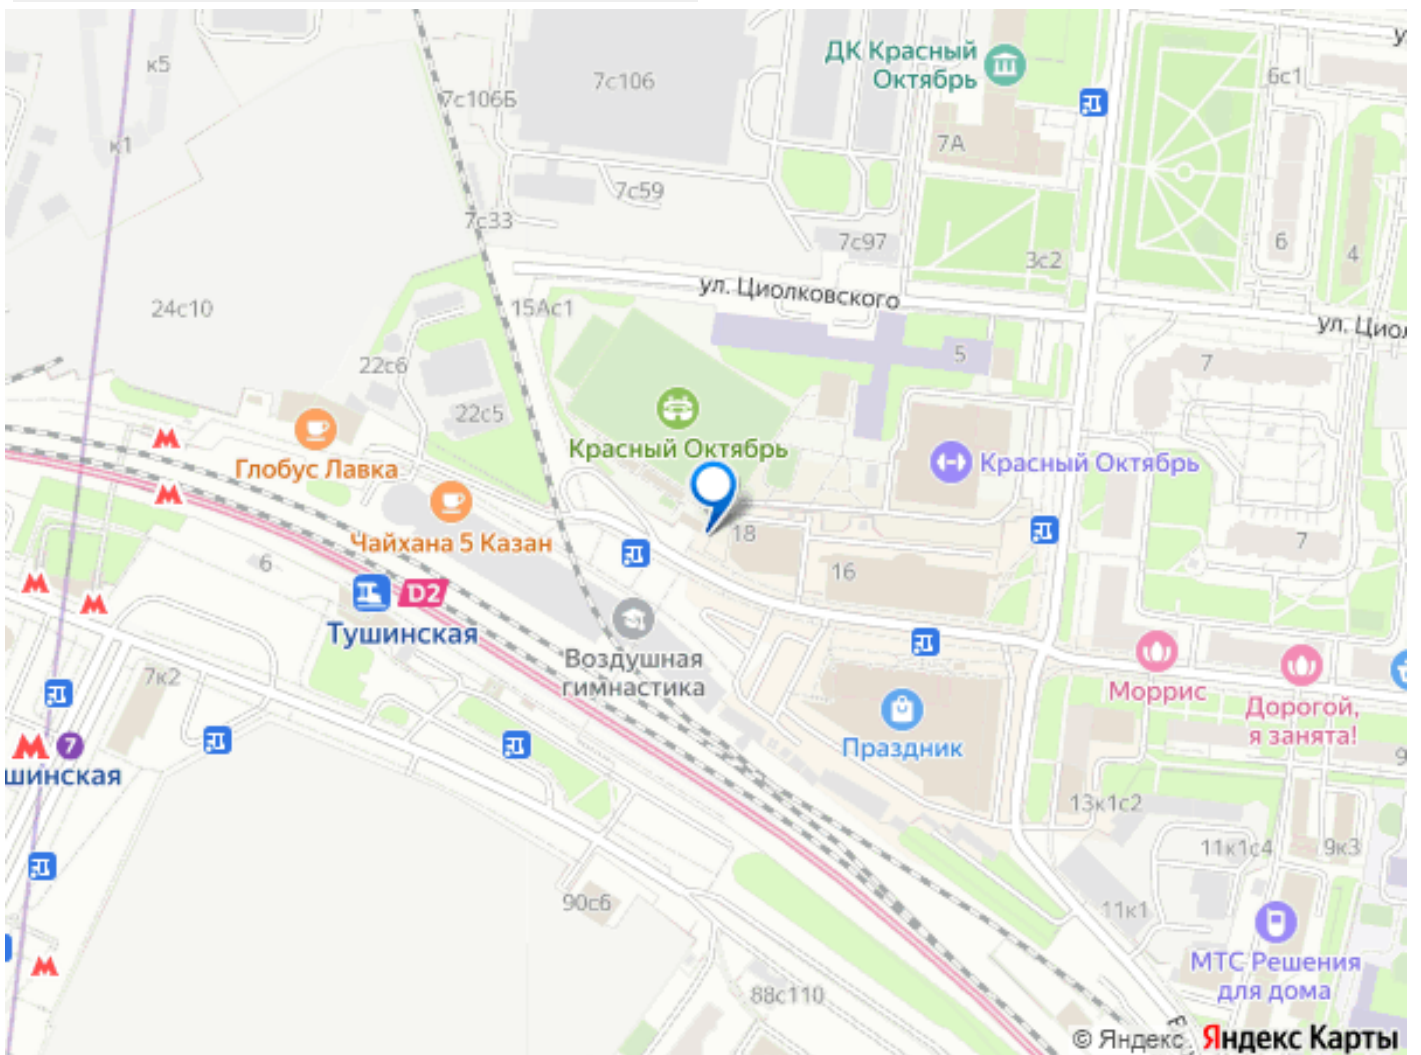 к5
7с106
7с106Б
ДК Красный
Октябрь
6с1
к1
7А
7с59
7с33
7с97
3с2
6
4
ул. Циолковского
24с10
15Ас1
ул. Циол
22с6
5
7
22с5
Красный Октябрь
Глобус Лавка
Красный Октябрь
18
Чайхана 5 Казан
7
6
16
D2
Тушинская
Воздушная
гимнастика
7к2
Моррис
Дорогой,
я занята!
Праздник
7
шинская
13к1с2
11к1с4
9к3
90с6
11к1
МТС Решения
для дома
88с110
© Яндекс
Яндекс Карты